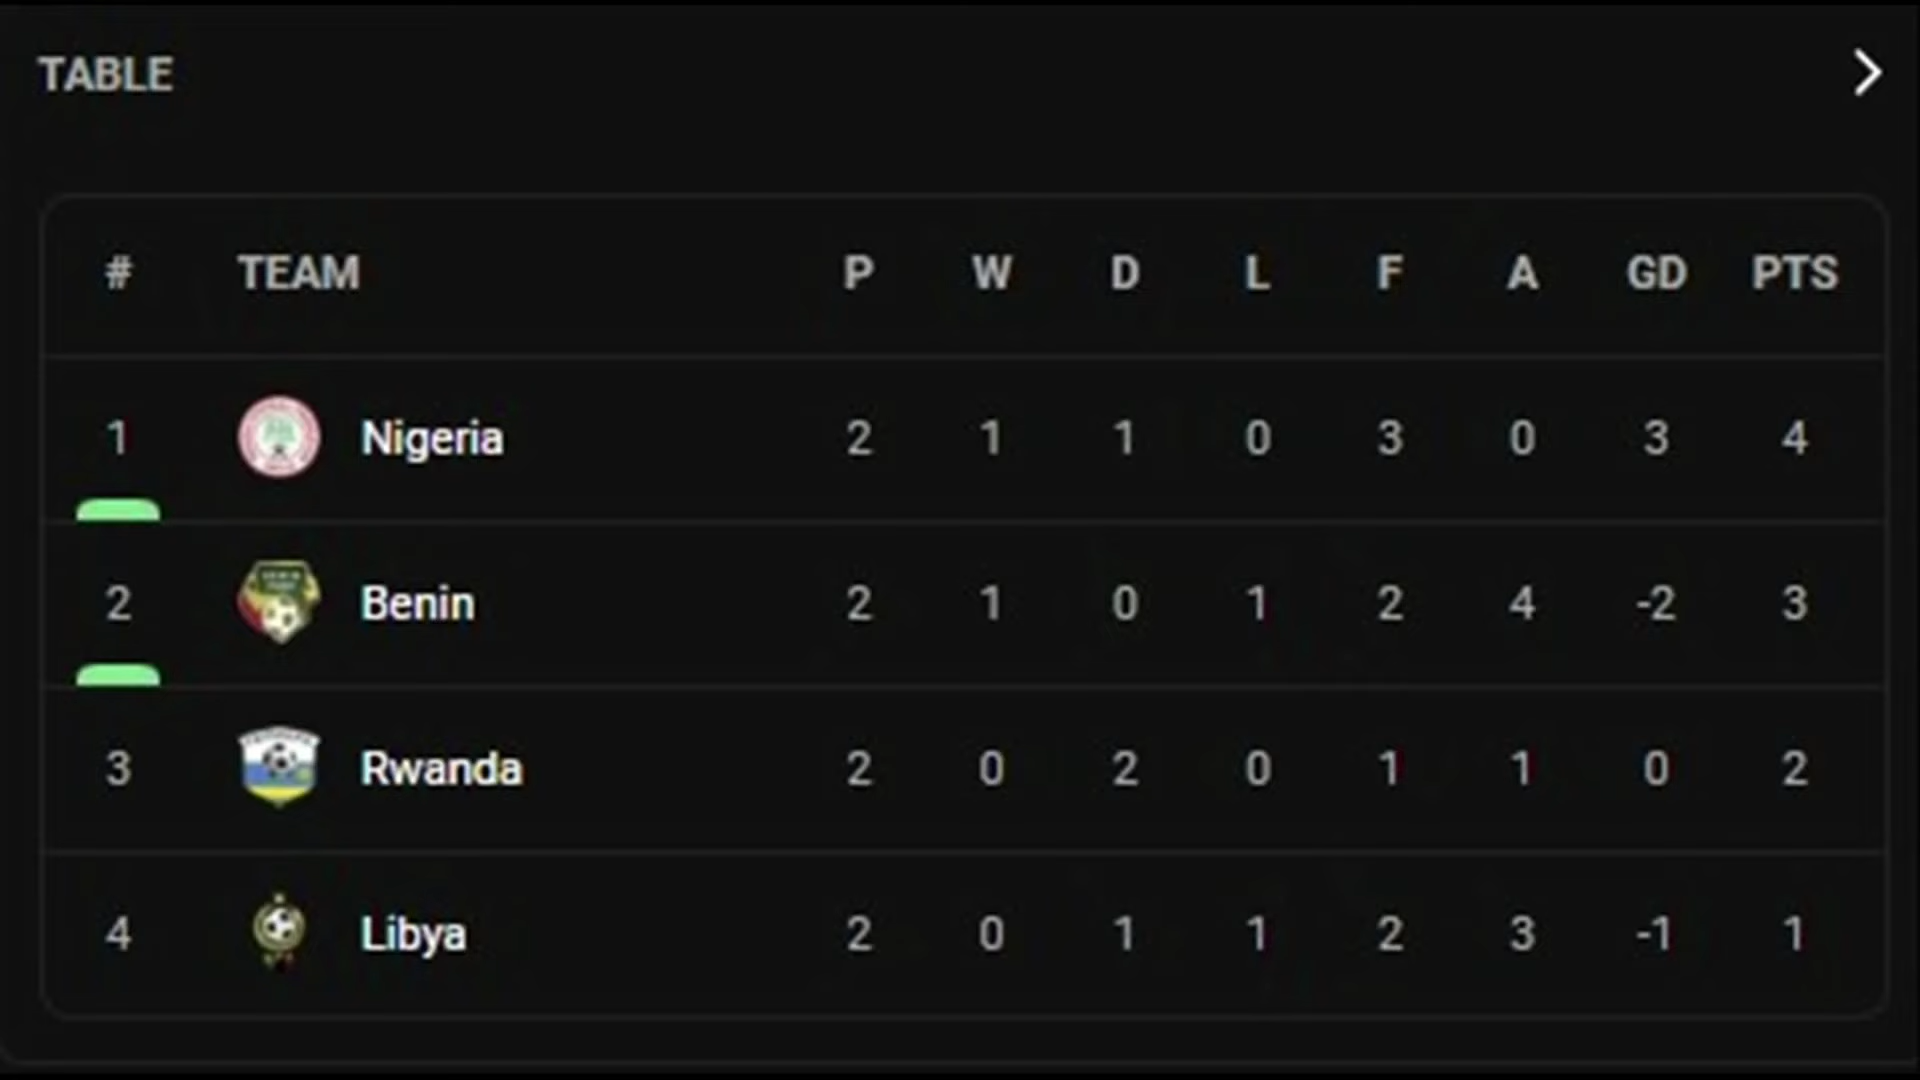 TABLE
# TEAM P W D L F A GD PTS
1 Nigeria 2 1 1 0 3 0 3 4
2 Benin 2 1 0 1 2 4 -2 3
3 Rwanda 2 0 2 0 1 1 0 2
4 Libya 2 0 1 1 2 3 -1 1